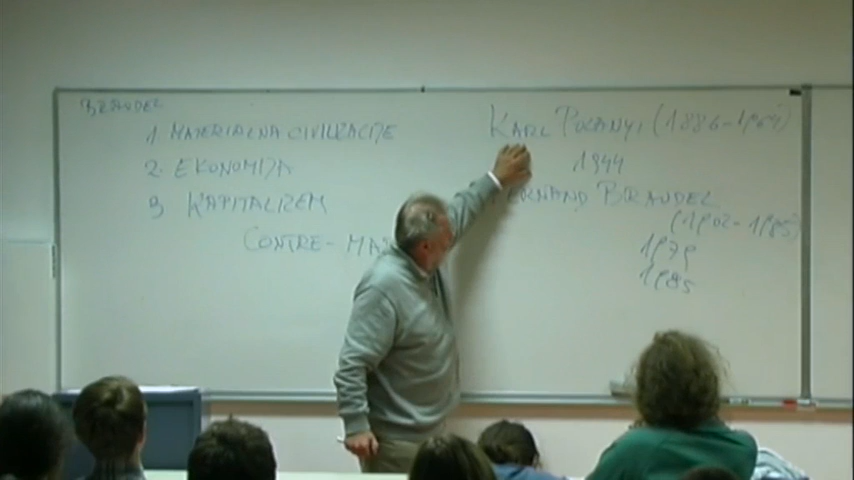 BRAUDEL
1 MATERIALNA CIVILIZACIJE
2. EKONOMIJA
3 KAPITALIZEM
CONTRE-MA
KARL POLANYI (1886-1964)
1944
FERNAND BRAUDEL
(1902-1985)
1979
1985